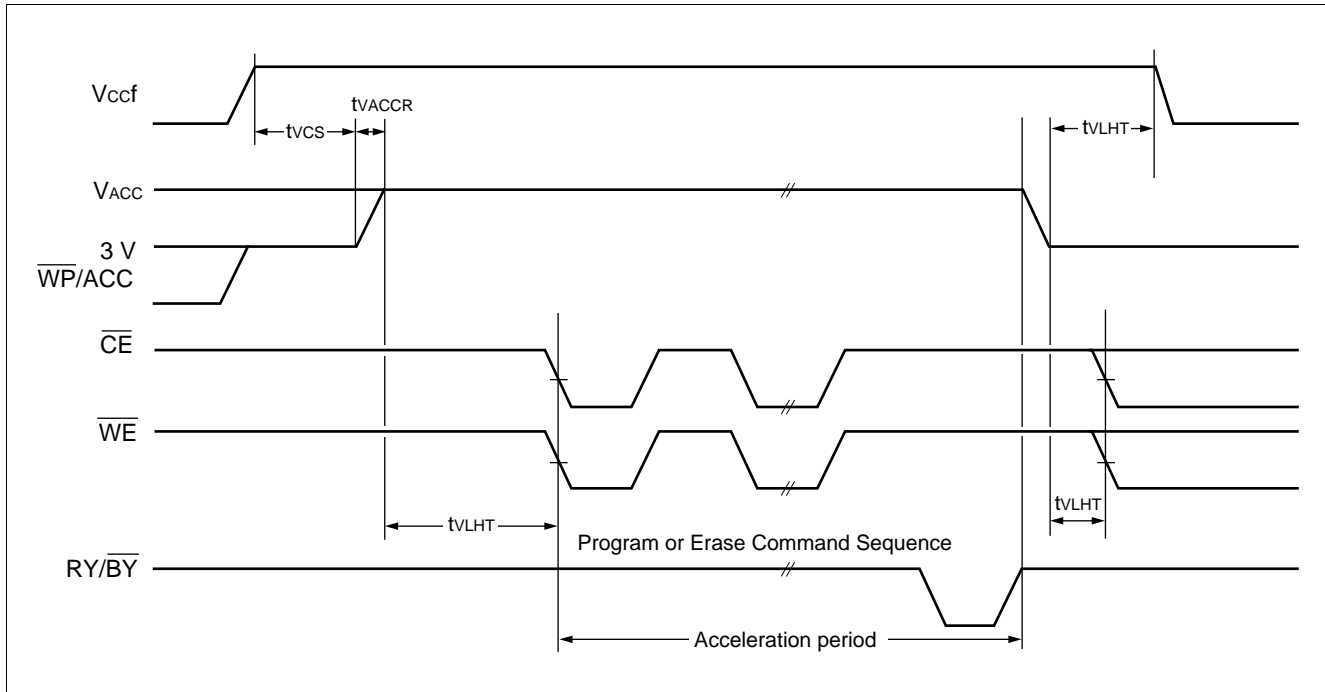 VCCf
tVACCR
tVCS
tVLHT
VACC
3 V
WP/ACC
CE
WE
tVLHT
tVLHT
Program or Erase Command Sequence
RY/BY
Acceleration period